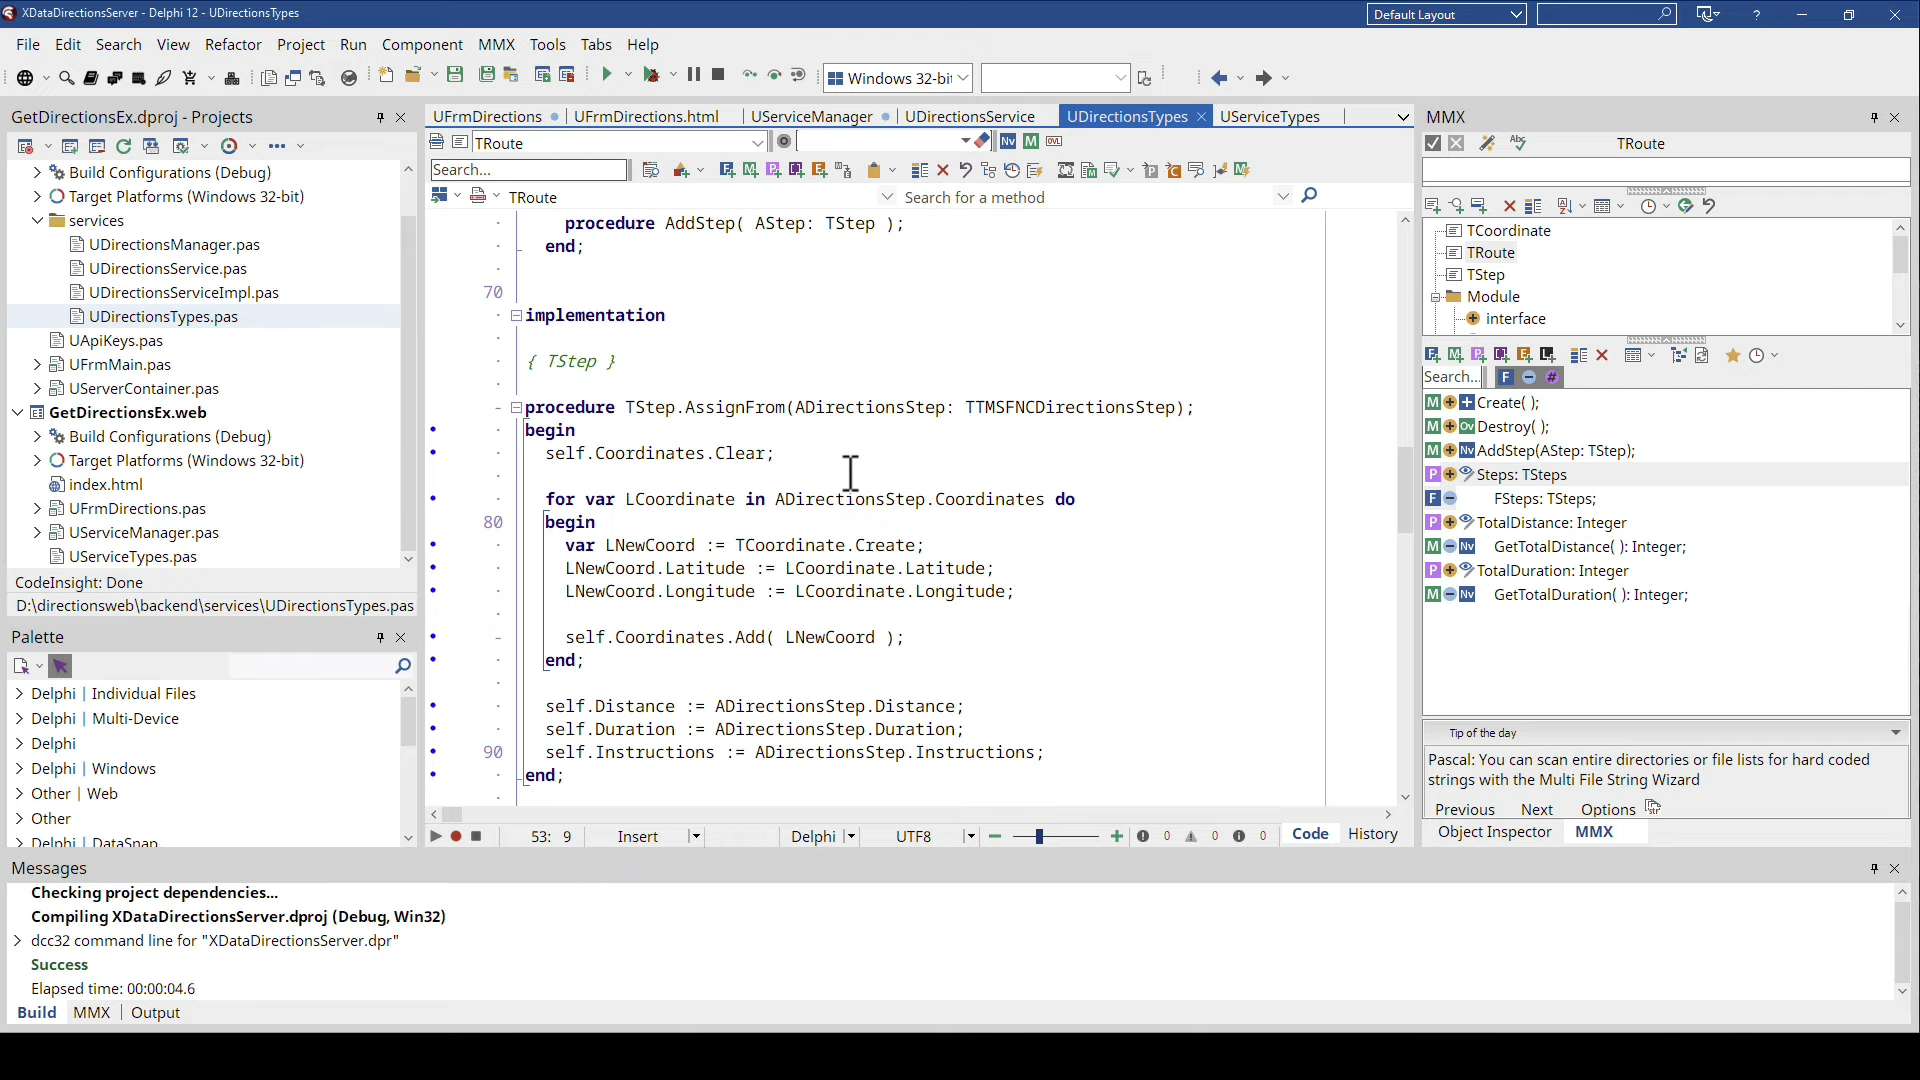 XDataDirectionsServer - Delphi 12 - UDirectionsTypes
Default Layout
File Edit Search View Refactor Project Run Component MMX Tools Tabs Help
Windows 32-bit
GetDirectionsEx.dproj - Projects
Build Configurations (Debug)
Target Platforms (Windows 32-bit)
services
UDirectionsManager.pas
UDirectionsService.pas
UDirectionsServiceImpl.pas
UDirectionsTypes.pas
UApiKeys.pas
UFrmMain.pas
UServerContainer.pas
GetDirectionsEx.web
Build Configurations (Debug)
Target Platforms (Windows 32-bit)
index.html
UFrmDirections.pas
UServiceManager.pas
UServiceTypes.pas
CodeInsight: Done
D:\directionsweb\backend\services\UDirectionsTypes.pas
Palette
Delphi | Individual Files
Delphi | Multi-Device
Delphi
Delphi | Windows
Other | Web
Other
Delphi | DataSnap
UFrmDirections UFrmDirections.html UServiceManager UDirectionsService UDirectionsTypes UServiceTypes
TRoute
Search...
TRoute Search for a method
procedure AddStep( AStep: TStep );
end;
70
implementation
{ TStep }
procedure TStep.AssignFrom(ADirectionsStep: TTMSFNCDirectionsStep);
begin
self.Coordinates.Clear;
for var LCoordinate in ADirectionsStep.Coordinates do
80 begin
var LNewCoord := TCoordinate.Create;
LNewCoord.Latitude := LCoordinate.Latitude;
LNewCoord.Longitude := LCoordinate.Longitude;
self.Coordinates.Add( LNewCoord );
end;
self.Distance := ADirectionsStep.Distance;
self.Duration := ADirectionsStep.Duration;
90 self.Instructions := ADirectionsStep.Instructions;
end;
53: 9 Insert Delphi UTF8 0 0 0 Code History
MMX
TRoute
TCoordinate
TRoute
TStep
Module
interface
Search...
Create( );
Destroy( );
AddStep(AStep: TStep);
Steps: TSteps
FSteps: TSteps;
TotalDistance: Integer
GetTotalDistance( ): Integer;
TotalDuration: Integer
GetTotalDuration( ): Integer;
Tip of the day
Pascal: You can scan entire directories or file lists for hard coded
strings with the Multi File String Wizard
Previous Next Options
Object Inspector MMX
Messages
Checking project dependencies...
Compiling XDataDirectionsServer.dproj (Debug, Win32)
dcc32 command line for "XDataDirectionsServer.dpr"
Success
Elapsed time: 00:00:04.6
Build MMX Output